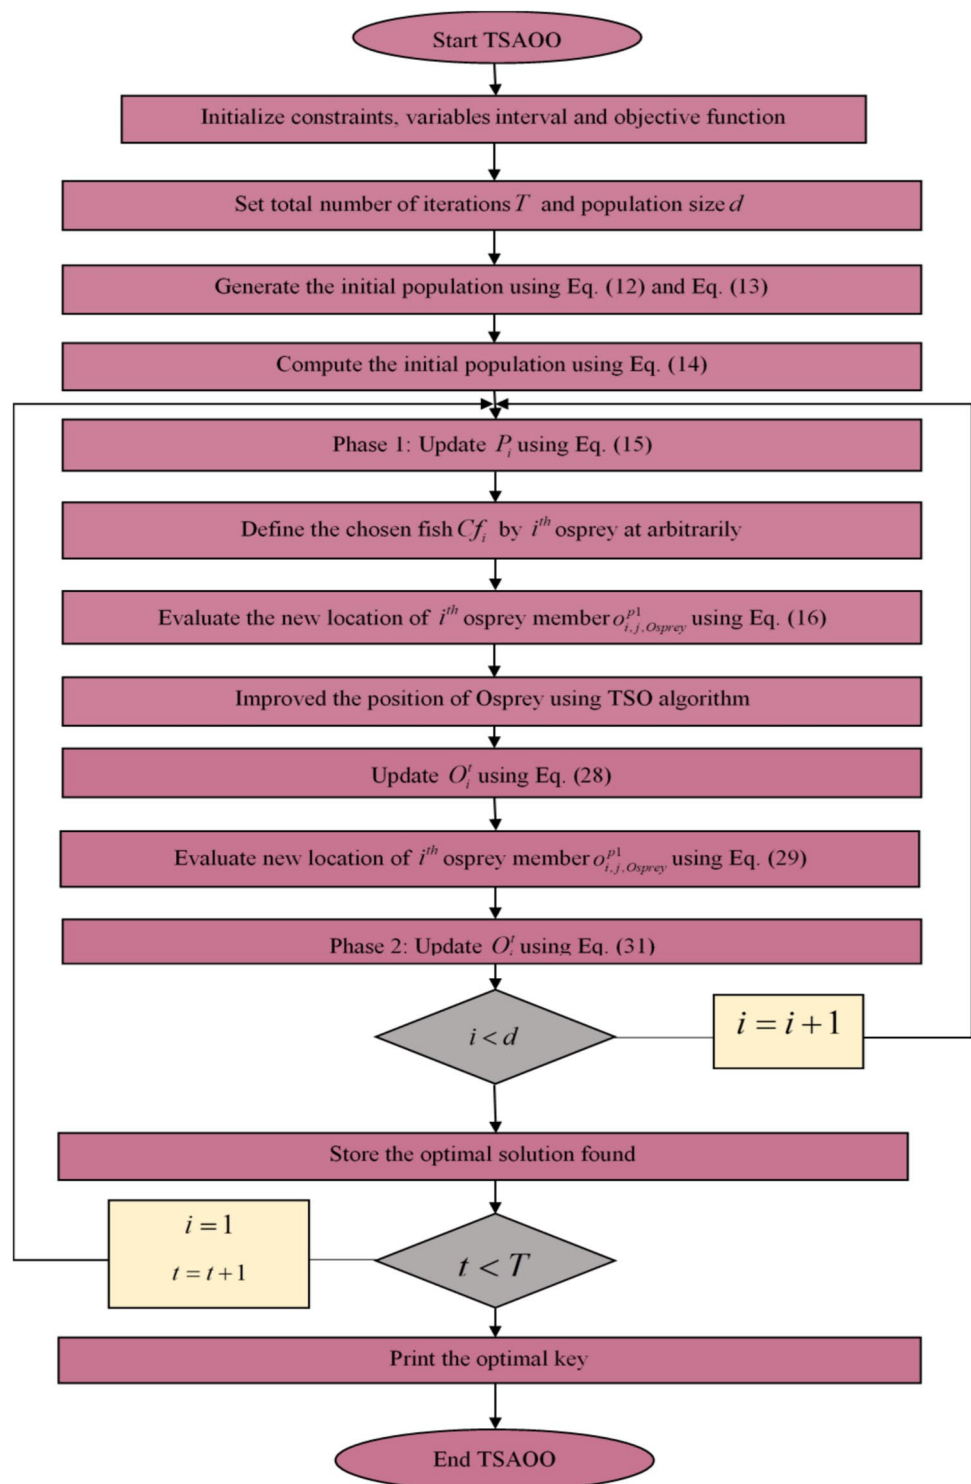 Start TSAOO
Initialize constraints, variables interval and objective function
Set total number of iterations T and population size d
Generate the initial population using Eq. (12) and Eq. (13)
Compute the initial population using Eq. (14)
Phase 1: Update P_i using Eq. (15)
Define the chosen fish Cf_i by i^{th} osprey at arbitrarily
Evaluate the new location of i^{th} osprey member o_{i,j,Osprey}^{p1} using Eq. (16)
Improved the position of Osprey using TSO algorithm
Update O_i^t using Eq. (28)
Evaluate new location of i^{th} osprey member o_{i,j,Osprey}^{p1} using Eq. (29)
Phase 2: Update O_i^t using Eq. (31)
i < d
i = i + 1
Store the optimal solution found
i = 1
t = t + 1
t < T
Print the optimal key
End TSAOO